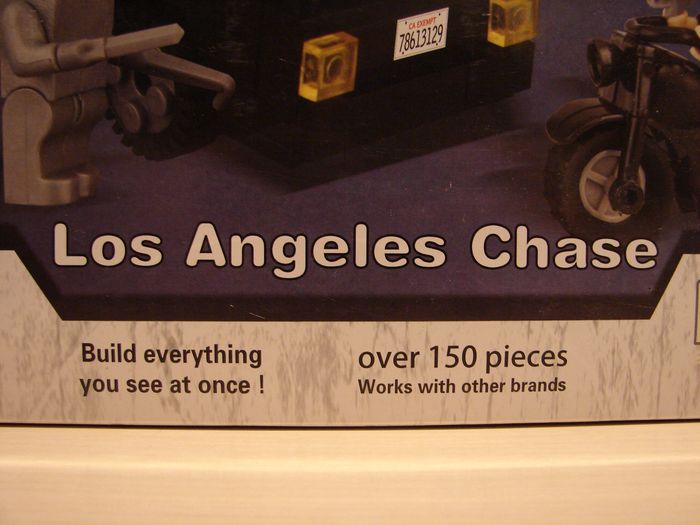 CA EXEMPT
78613129
Los Angeles Chase
Build everything
you see at once !
over 150 pieces
Works with other brands